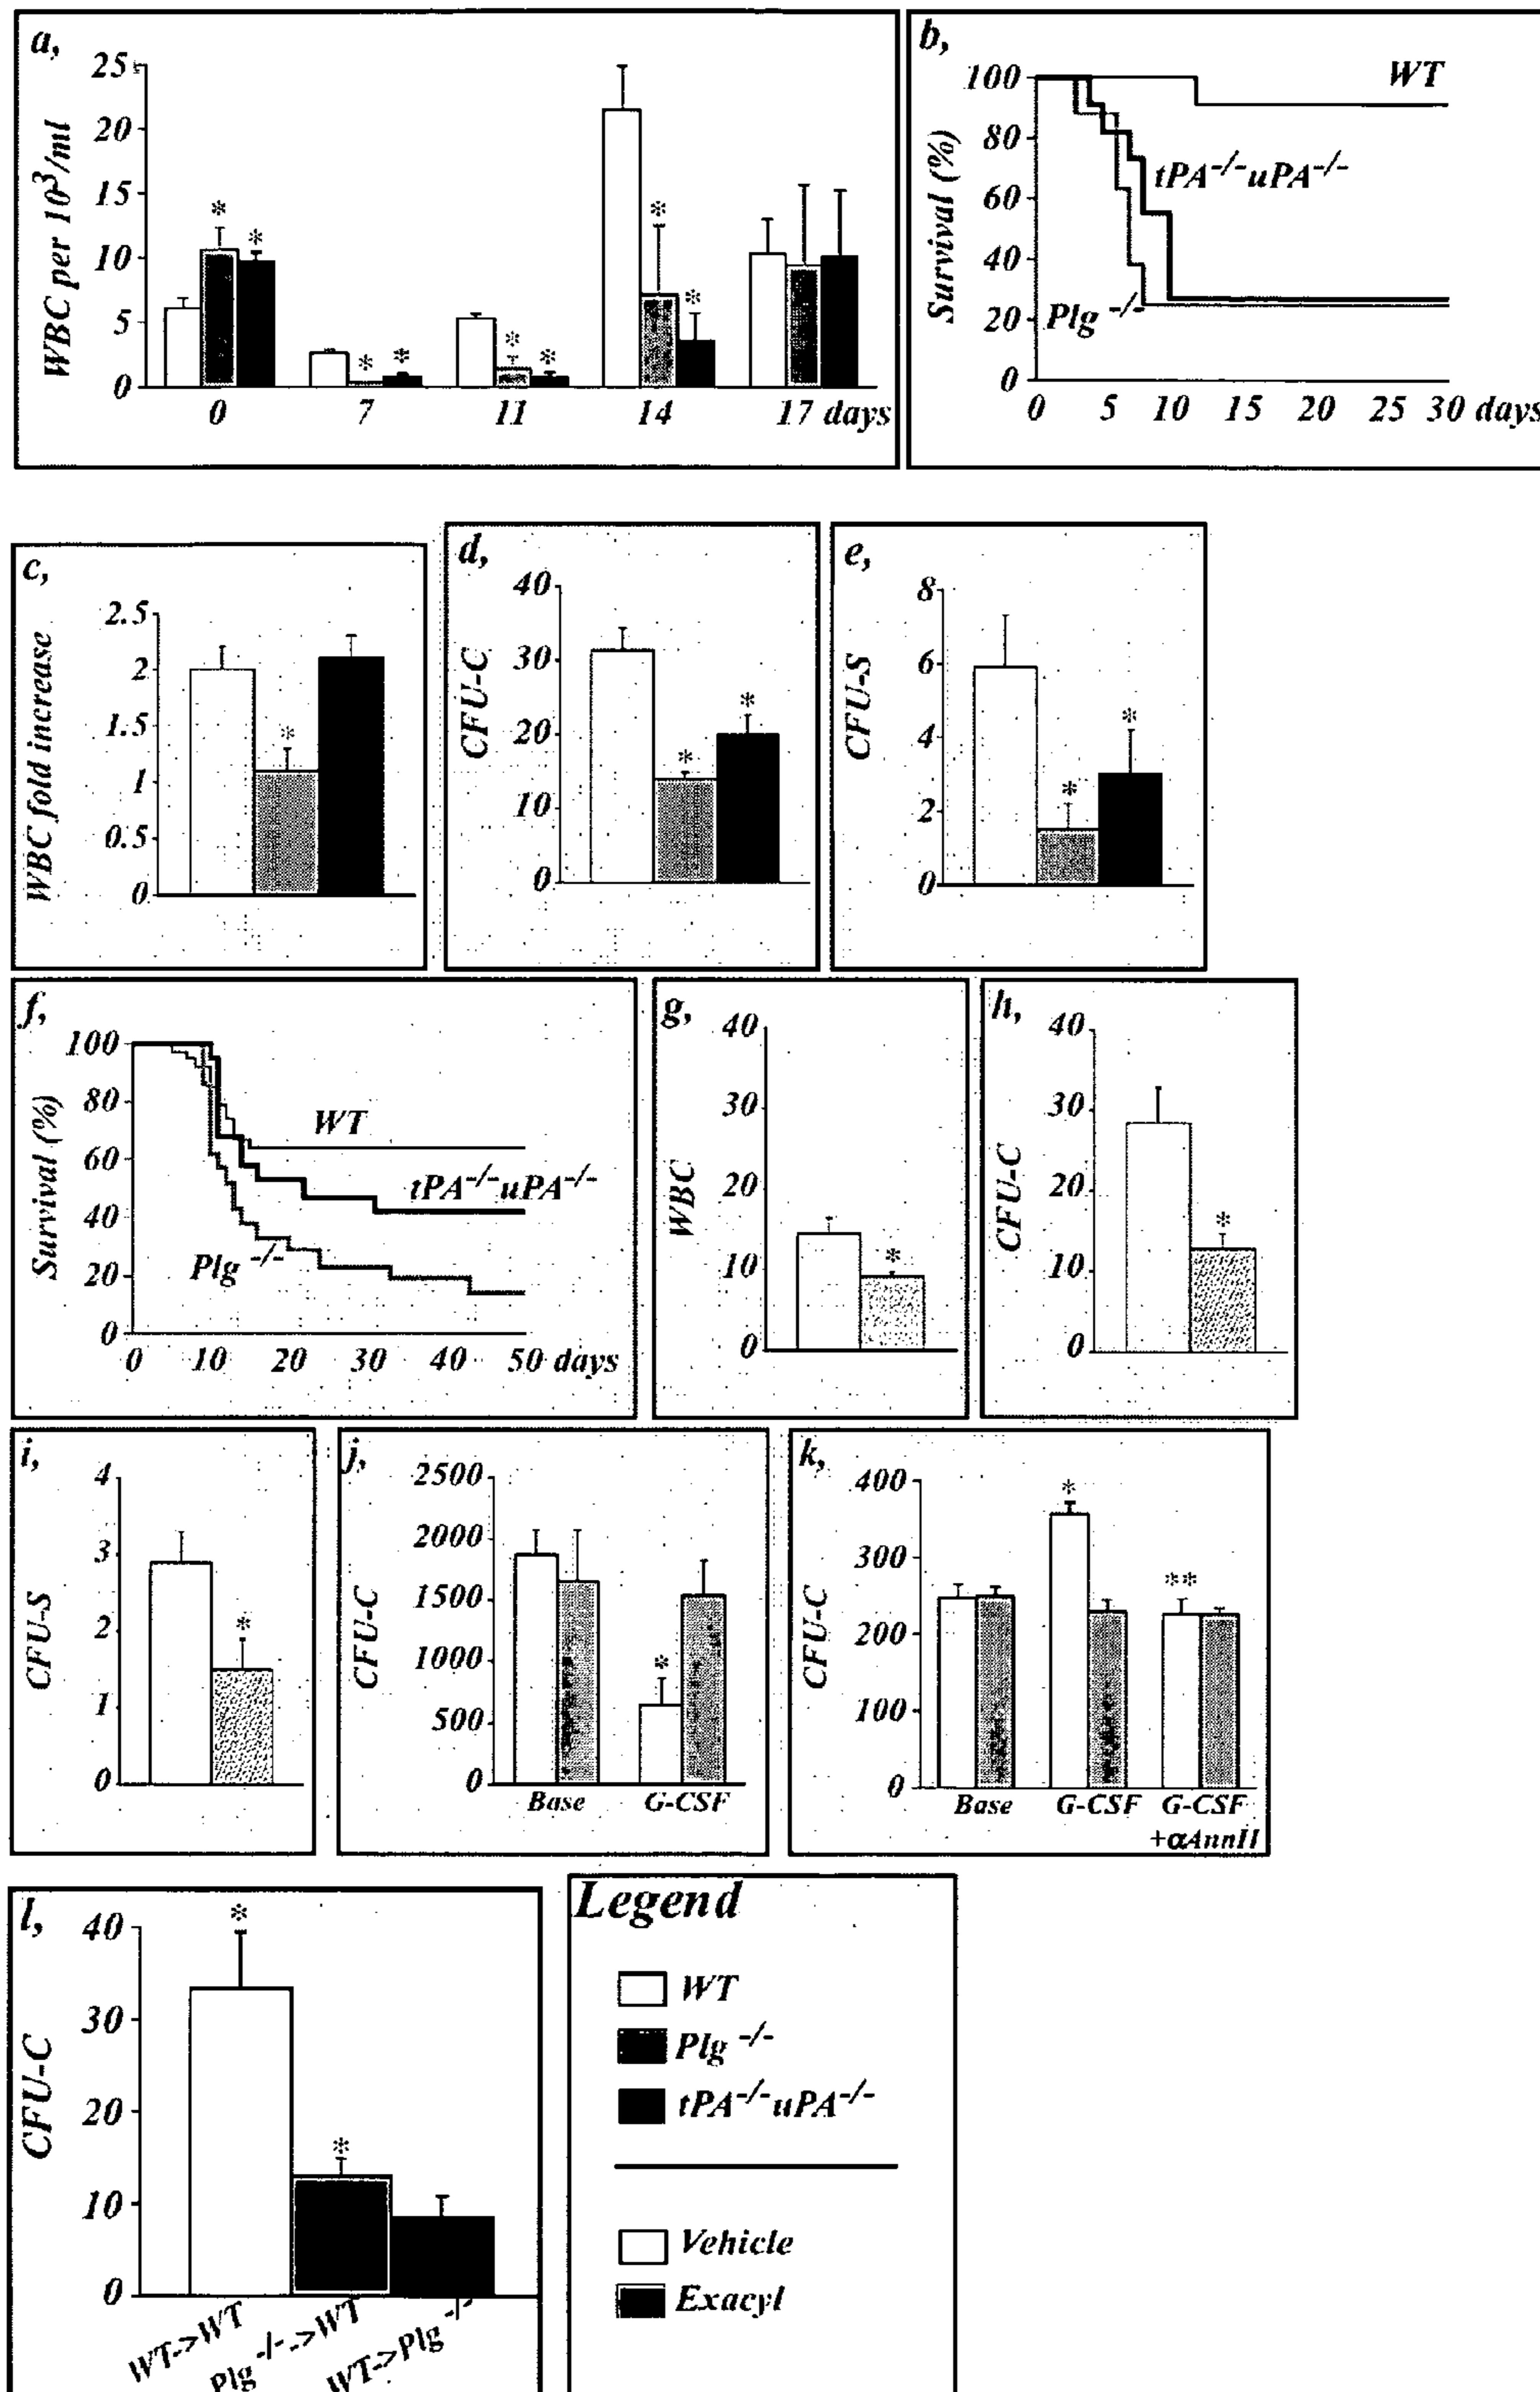 a,
WBC per 10³/ml
25
20
15
10
5
0
* * * * * * * *
0 7 11 14 17 days
b,
Survival (%)
100
80
60
40
20
0
WT
tPA-/-uPA-/-
Plg -/-
0 5 10 15 20 25 30 days
c,
WBC fold increase
2.5
2
1.5
1
0.5
0
*
d,
CFU-C
40
30
20
10
0
* *
e,
CFU-S
8
6
4
2
0
* *
f,
Survival (%)
100
80
60
40
20
0
WT
tPA-/-uPA-/-
Plg -/-
0 10 20 30 40 50 days
g,
WBC
40
30
20
10
0
*
h,
CFU-C
40
30
20
10
0
*
i,
CFU-S
4
3
2
1
0
*
j,
CFU-C
2500
2000
1500
1000
500
0
*
Base G-CSF
k,
CFU-C
400
300
200
100
0
* **
Base G-CSF G-CSF
+αAnnII
l,
CFU-C
40
30
20
10
0
* *
WT->WT
Plg -/-->WT
WT->Plg -/-
Legend
WT
Plg -/-
tPA-/-uPA-/-
Vehicle
Exacyl